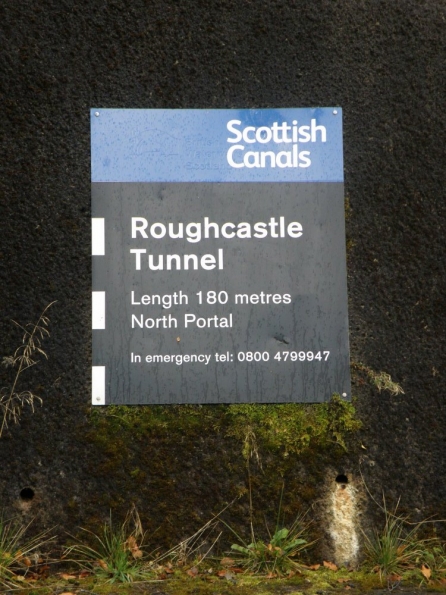 Scottish
Canals
Roughcastle
Tunnel
Length 180 metres
North Portal
In emergency tel: 0800 4799947